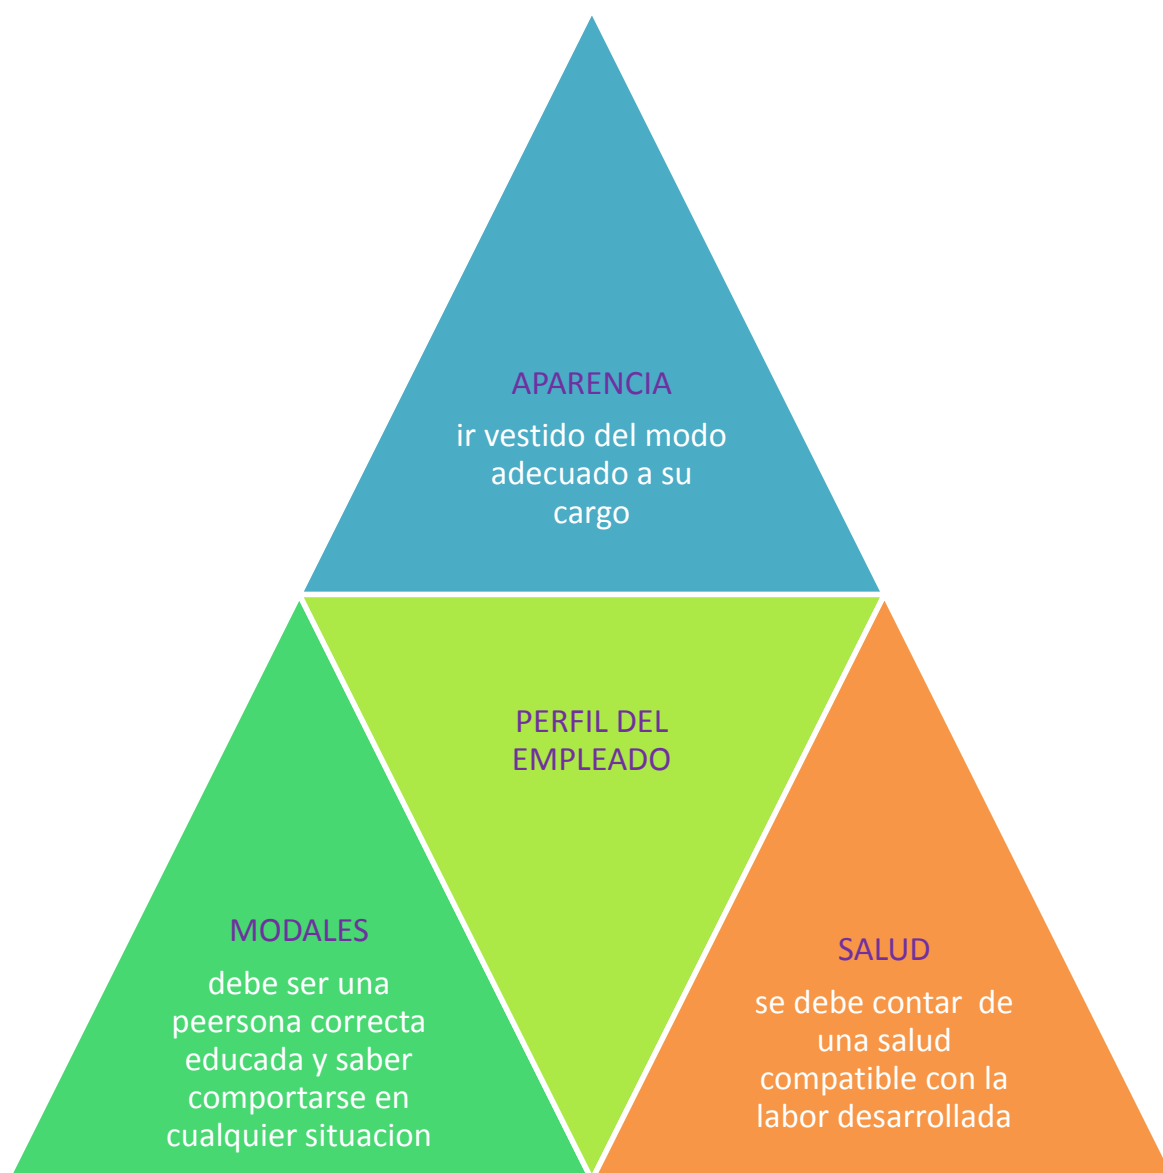 APARENCIA
ir vestido del modo
adecuado a su
cargo
PERFIL DEL
EMPLEADO
MODALES
debe ser una
peersona correcta
educada y saber
comportarse en
cualquier situacion
SALUD
se debe contar  de
una salud
compatible con la
labor desarrollada